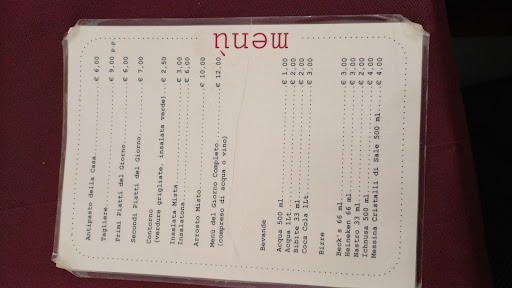 menù
Antipasto della Casa.................€ 6,00
Tagliere.............................€ 9,00 P.P
Primi Piatti del Giorno..............€ 6,00
Secondi Piatti del Giorno............€ 7,00
Contorno
(verdure grigliate, insalata verde)..€ 2,50
Insalata Mista.......................€ 3,00
Insalatona...........................€ 6,00
Arrosto Misto........................€ 10,00
Menù del Giorno Completo.............€ 12,00
(compreso di acqua o vino)
Bevande
Acqua 500 ml.........................€ 1,00
Acqua 1Lt............................€ 2,00
Bibite 33 ml.........................€ 2,00
Coca Cola 1Lt........................€ 3,00
Birre
Beck's 66 ml.........................€ 3,00
Heineken 66 ml.......................€ 3,00
Nastro 33 ml.........................€ 2,00
Ichnusa 500 ml.......................€ 4,00
Messina Cristalli di Sale 500 ml.....€ 4,00